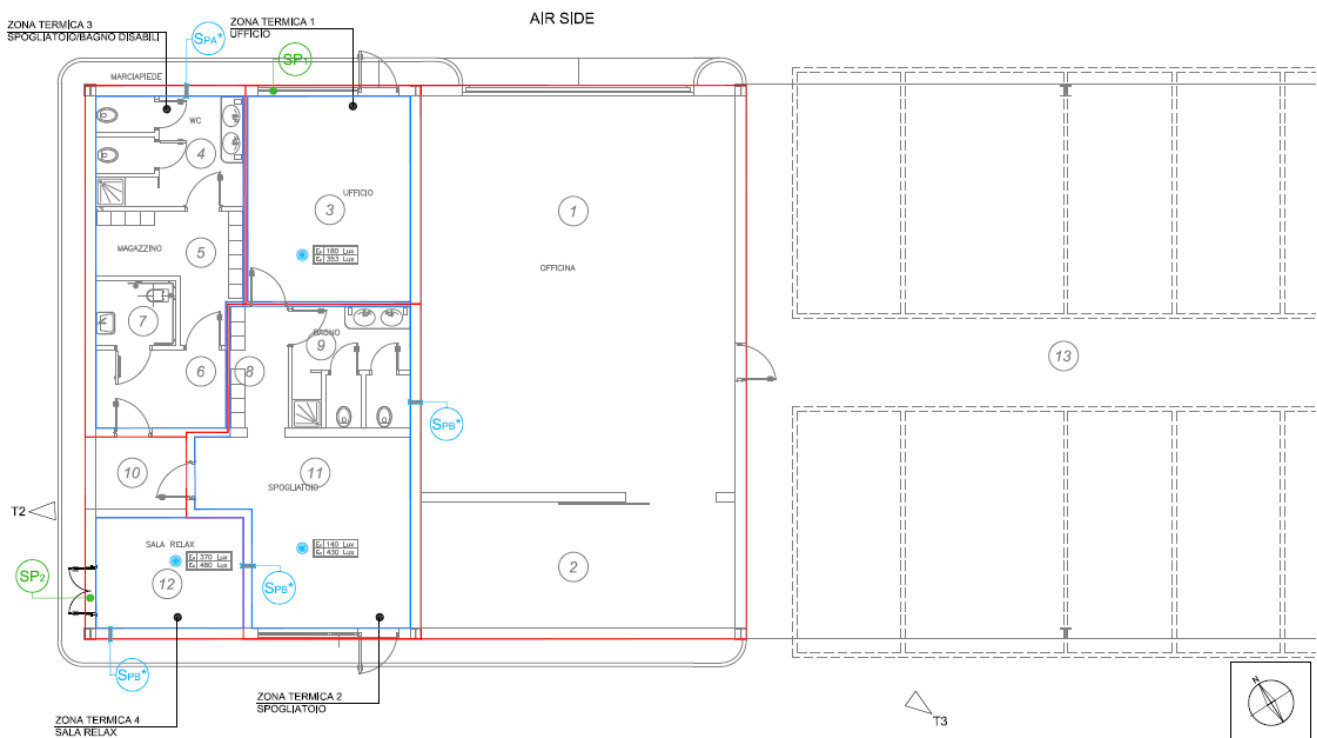 AIR SIDE
ZONA TERMICA 3
SPOGLIATOIO/BAGNO DISABILI
ZONA TERMICA 1
UFFICIO
SPA*
SP1
MARCIAPIEDE
WC
4
UFFICIO
3
1
MAGAZZINO
5
OFFICINA
180 Lux
353 Lux
7
BAGNO
9
6
8
13
SPB*
10
11
SPOGLIATOIO
T2
SALA RELAX
370 Lux
480 Lux
140 Lux
430 Lux
2
SP2
12
SPB*
SPB*
ZONA TERMICA 2
SPOGLIATOIO
ZONA TERMICA 4
SALA RELAX
T3
N